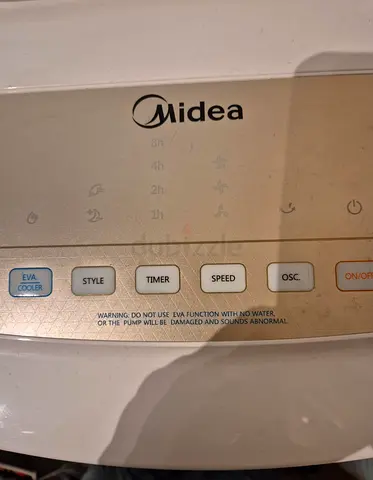 Midea
8h
4h
2h
1h
dubizzle
EVA.
COOLER
STYLE
TIMER
SPEED
OSC.
ON/OFF
WARNING: DO NOT USE EVA FUNCTION WITH NO WATER,
OR THE PUMP WILL BE DAMAGED AND SOUNDS ABNORMAL.